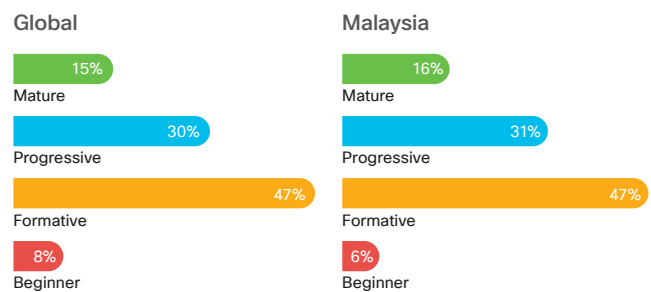 Global
15%
Mature
30%
Progressive
47%
Formative
8%
Beginner
Malaysia
16%
Mature
31%
Progressive
47%
Formative
6%
Beginner